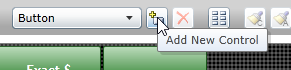 Button
Add New Control
Exact $